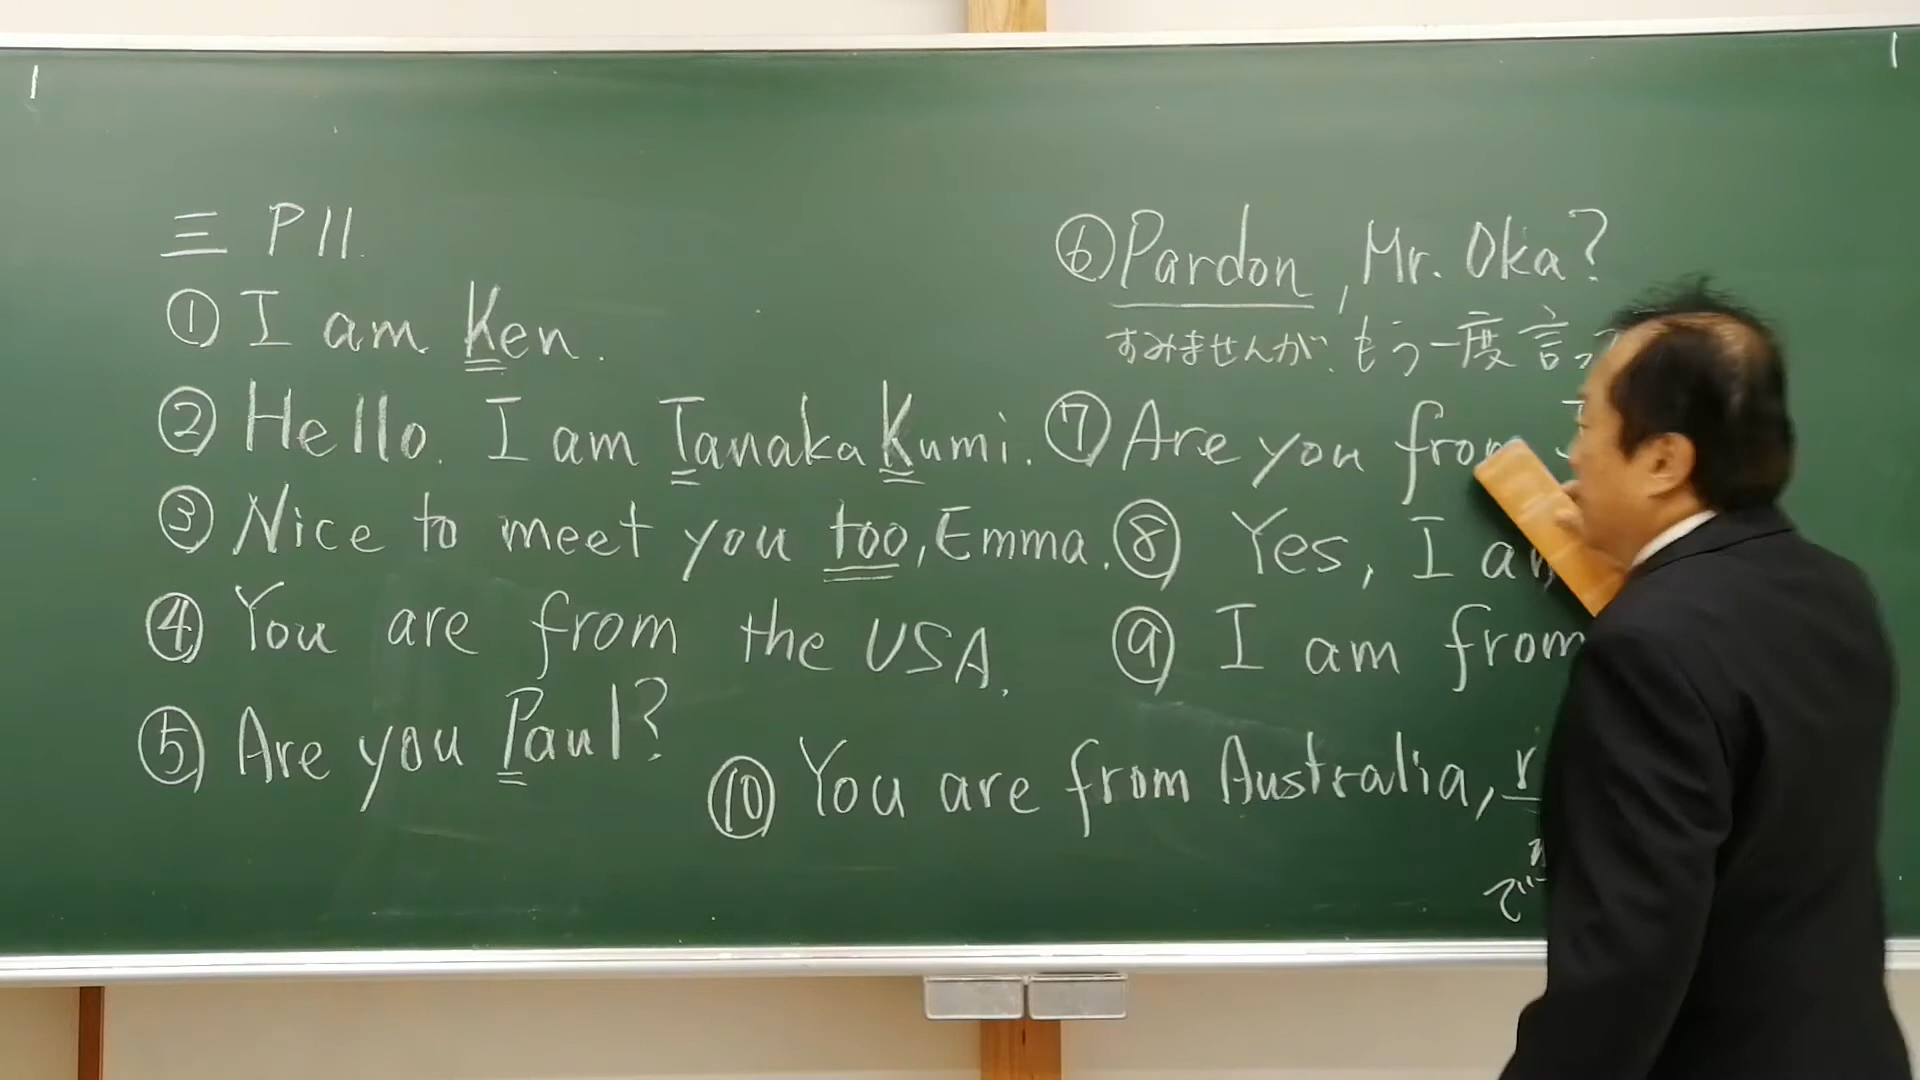 三 P11.
① I am Ken.
② Hello. I am Tanaka Kumi.
③ Nice to meet you too, Emma.
④ You are from the USA.
⑤ Are you Paul?
⑥ Pardon, Mr. Oka?
すみませんが、もう一度言っ
⑦ Are you from
⑧ Yes, I am
⑨ I am from
⑩ You are from Australia, r
で